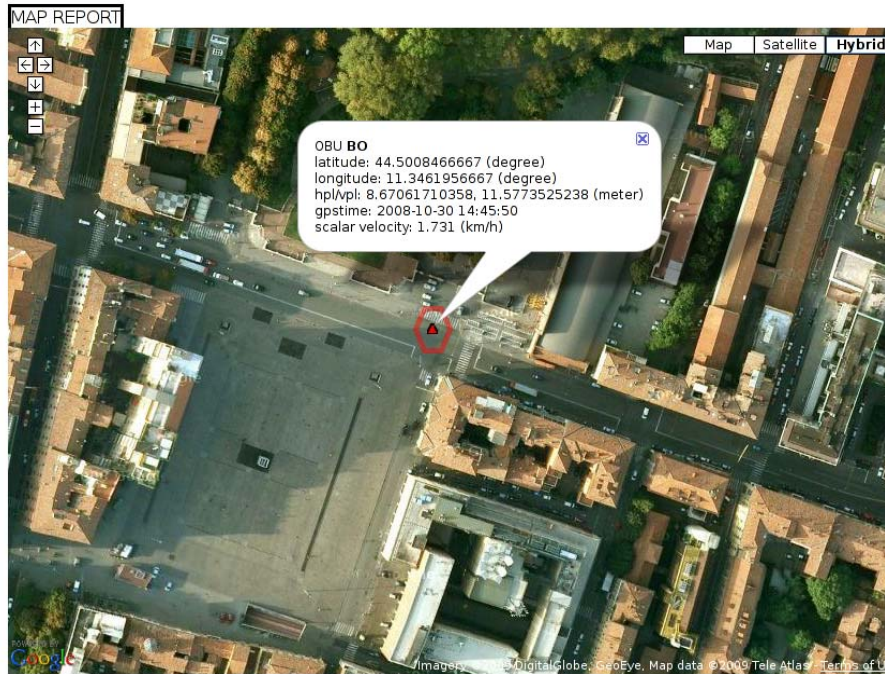 MAP REPORT
Map Satellite Hybrid
OBU BO
latitude: 44.5008466667 (degree)
longitude: 11.3461956667 (degree)
hpl/vpl: 8.67061710358, 11.5773525238 (meter)
gpstime: 2008-10-30 14:45:50
scalar velocity: 1.731 (km/h)
POWERED BY
Google
Imagery ©2009 DigitalGlobe, GeoEye, Map data ©2009 Tele Atlas - Terms of U